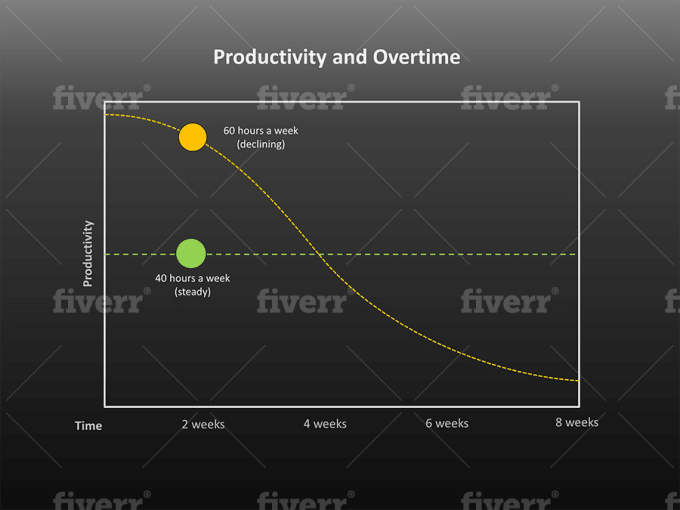 Productivity and Overtime
fiverr®
fiverr®
fiverr®
60 hours a week
(declining)
Productivity
40 hours a week
(steady)
fiverr®
fiverr®
fiverr®
Time
2 weeks
4 weeks
6 weeks
8 weeks
fiverr®
fiverr®
fiverr®